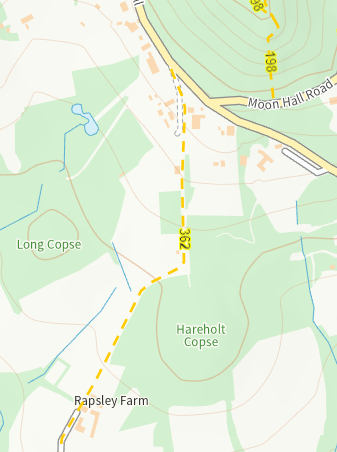 198
Moon Hall Road
362
Long Copse
Hareholt
Copse
Rapsley Farm